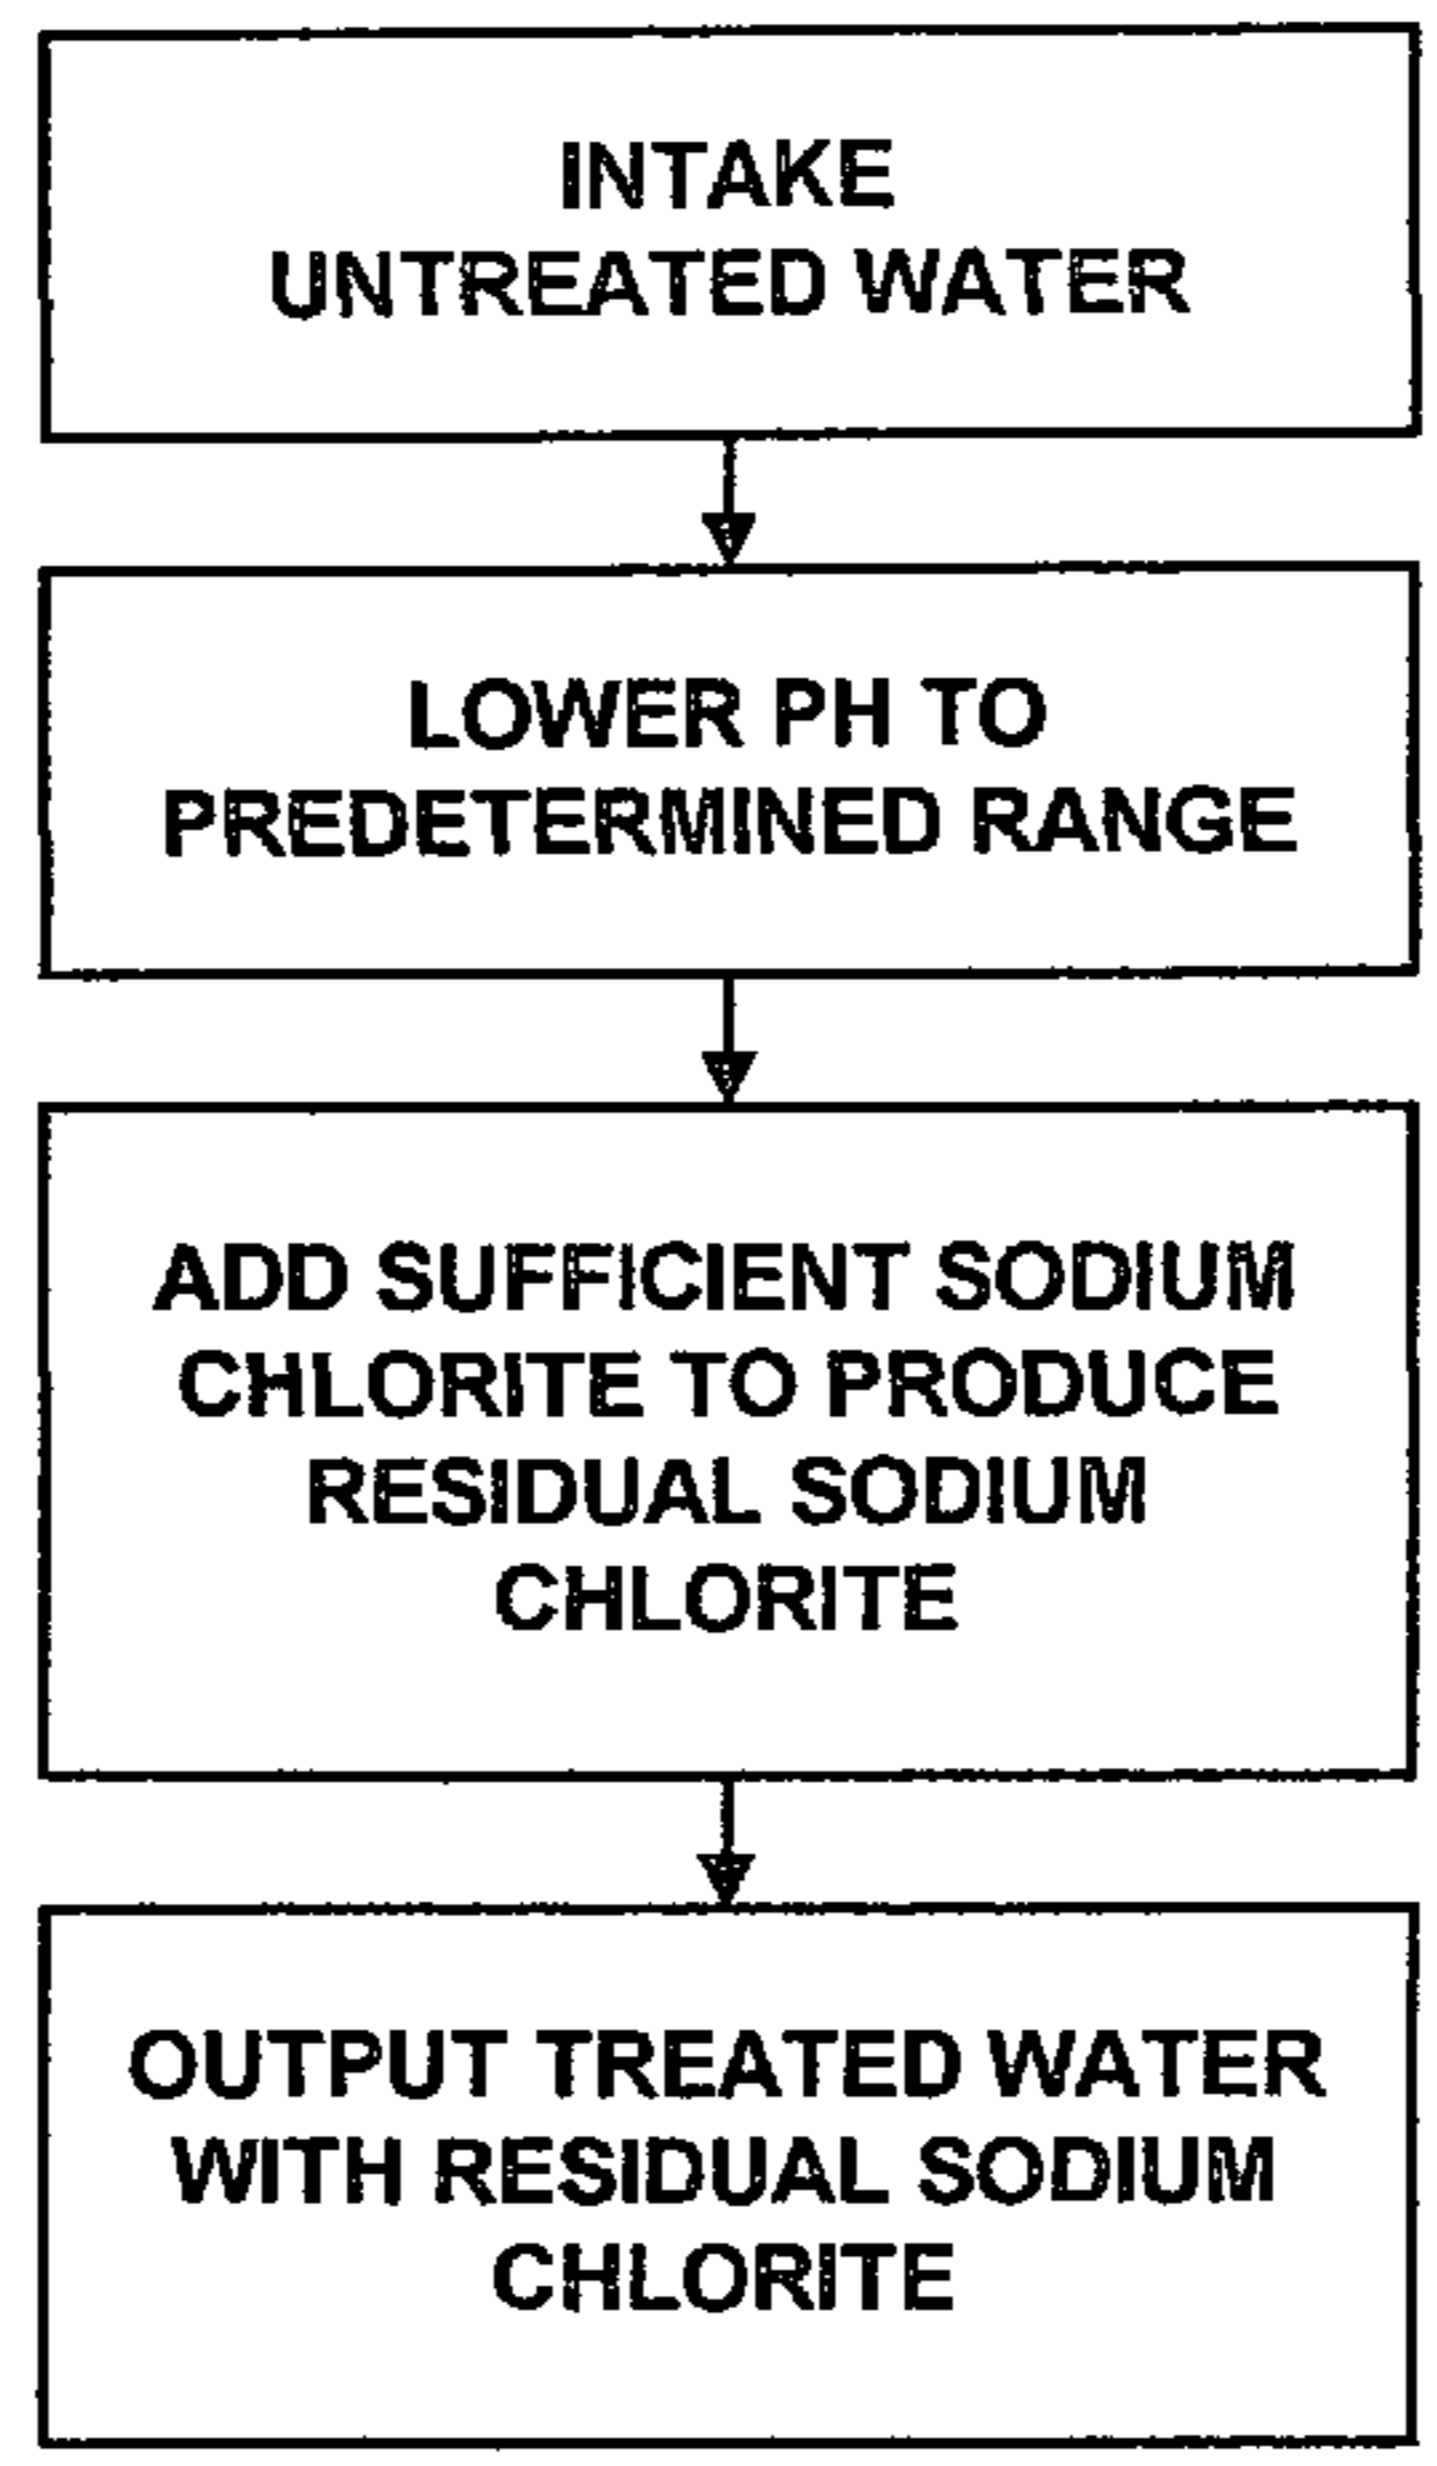 INTAKE
UNTREATED WATER
LOWER PH TO
PREDETERMINED RANGE
ADD SUFFICIENT SODIUM
CHLORITE TO PRODUCE
RESIDUAL SODIUM
CHLORITE
OUTPUT TREATED WATER
WITH RESIDUAL SODIUM
CHLORITE